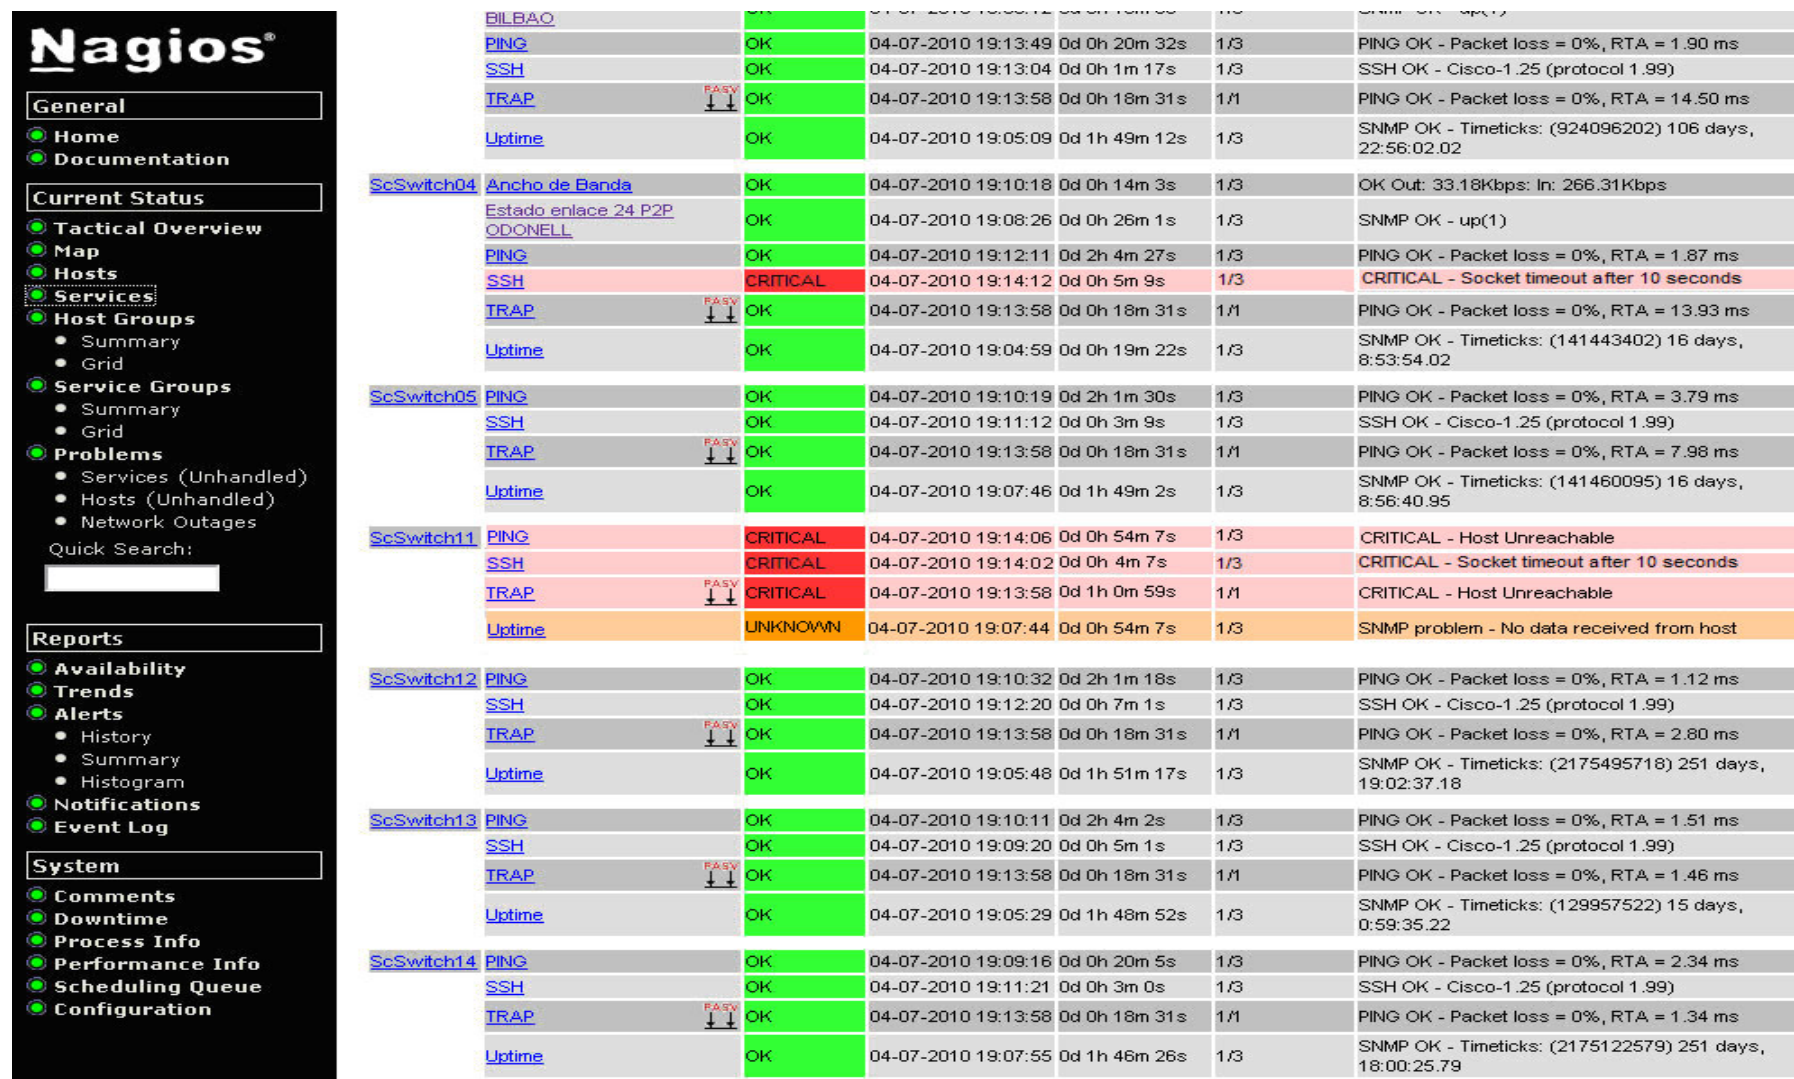 Nagios®
General
Home
Documentation
Current Status
Tactical Overview
Map
Hosts
Services
Host Groups
Summary
Grid
Service Groups
Summary
Grid
Problems
Services (Unhandled)
Hosts (Unhandled)
Network Outages
Quick Search:
Reports
Availability
Trends
Alerts
History
Summary
Histogram
Notifications
Event Log
System
Comments
Downtime
Process Info
Performance Info
Scheduling Queue
Configuration
BILBAO
PING OK 04-07-2010 19:13:49 0d 0h 20m 32s 1/3 PING OK - Packet loss = 0%, RTA = 1.90 ms
SSH OK 04-07-2010 19:13:04 0d 0h 1m 17s 1/3 SSH OK - Cisco-1.25 (protocol 1.99)
TRAP PASV OK 04-07-2010 19:13:58 0d 0h 18m 31s 1/1 PING OK - Packet loss = 0%, RTA = 14.50 ms
Uptime OK 04-07-2010 19:05:09 0d 1h 49m 12s 1/3 SNMP OK - Timeticks: (924096202) 106 days,
22:56:02.02
ScSwitch04 Ancho de Banda OK 04-07-2010 19:10:18 0d 0h 14m 3s 1/3 OK Out: 33.18Kbps: In: 266.31Kbps
Estado enlace 24 P2P
ODONELL OK 04-07-2010 19:08:26 0d 0h 26m 1s 1/3 SNMP OK - up(1)
PING OK 04-07-2010 19:12:11 0d 2h 4m 27s 1/3 PING OK - Packet loss = 0%, RTA = 1.87 ms
SSH CRITICAL 04-07-2010 19:14:12 0d 0h 5m 9s 1/3 CRITICAL - Socket timeout after 10 seconds
TRAP PASV OK 04-07-2010 19:13:58 0d 0h 18m 31s 1/1 PING OK - Packet loss = 0%, RTA = 13.93 ms
Uptime OK 04-07-2010 19:04:59 0d 0h 19m 22s 1/3 SNMP OK - Timeticks: (141443402) 16 days,
8:53:54.02
ScSwitch05 PING OK 04-07-2010 19:10:19 0d 2h 1m 30s 1/3 PING OK - Packet loss = 0%, RTA = 3.79 ms
SSH OK 04-07-2010 19:11:12 0d 0h 3m 9s 1/3 SSH OK - Cisco-1.25 (protocol 1.99)
TRAP PASV OK 04-07-2010 19:13:58 0d 0h 18m 31s 1/1 PING OK - Packet loss = 0%, RTA = 7.98 ms
Uptime OK 04-07-2010 19:07:46 0d 1h 49m 2s 1/3 SNMP OK - Timeticks: (141460095) 16 days,
8:56:40.95
ScSwitch11 PING CRITICAL 04-07-2010 19:14:06 0d 0h 54m 7s 1/3 CRITICAL - Host Unreachable
SSH CRITICAL 04-07-2010 19:14:02 0d 0h 4m 7s 1/3 CRITICAL - Socket timeout after 10 seconds
TRAP PASV CRITICAL 04-07-2010 19:13:58 0d 1h 0m 59s 1/1 CRITICAL - Host Unreachable
Uptime UNKNOWN 04-07-2010 19:07:44 0d 0h 54m 7s 1/3 SNMP problem - No data received from host
ScSwitch12 PING OK 04-07-2010 19:10:32 0d 2h 1m 18s 1/3 PING OK - Packet loss = 0%, RTA = 1.12 ms
SSH OK 04-07-2010 19:12:20 0d 0h 7m 1s 1/3 SSH OK - Cisco-1.25 (protocol 1.99)
TRAP PASV OK 04-07-2010 19:13:58 0d 0h 18m 31s 1/1 PING OK - Packet loss = 0%, RTA = 2.80 ms
Uptime OK 04-07-2010 19:05:48 0d 1h 51m 17s 1/3 SNMP OK - Timeticks: (2175495718) 251 days,
19:02:37.18
ScSwitch13 PING OK 04-07-2010 19:10:11 0d 2h 4m 2s 1/3 PING OK - Packet loss = 0%, RTA = 1.51 ms
SSH OK 04-07-2010 19:09:20 0d 0h 5m 1s 1/3 SSH OK - Cisco-1.25 (protocol 1.99)
TRAP PASV OK 04-07-2010 19:13:58 0d 0h 18m 31s 1/1 PING OK - Packet loss = 0%, RTA = 1.46 ms
Uptime OK 04-07-2010 19:05:29 0d 1h 48m 52s 1/3 SNMP OK - Timeticks: (129957522) 15 days,
0:59:35.22
ScSwitch14 PING OK 04-07-2010 19:09:16 0d 0h 20m 5s 1/3 PING OK - Packet loss = 0%, RTA = 2.34 ms
SSH OK 04-07-2010 19:11:21 0d 0h 3m 0s 1/3 SSH OK - Cisco-1.25 (protocol 1.99)
TRAP PASV OK 04-07-2010 19:13:58 0d 0h 18m 31s 1/1 PING OK - Packet loss = 0%, RTA = 1.34 ms
Uptime OK 04-07-2010 19:07:55 0d 1h 46m 26s 1/3 SNMP OK - Timeticks: (2175122579) 251 days,
18:00:25.79